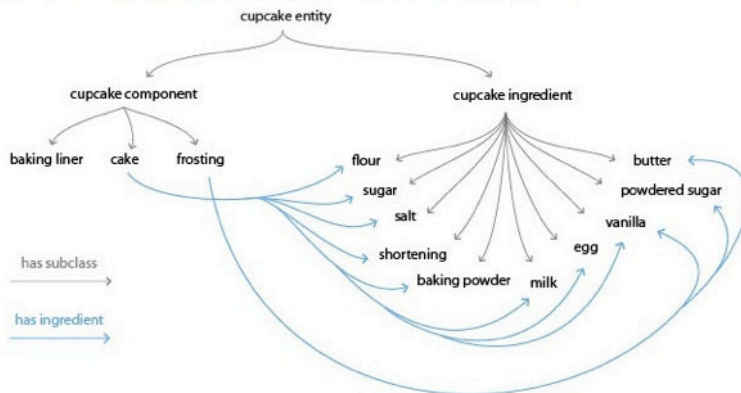 cupcake entity
cupcake component
cupcake ingredient
baking liner cake frosting flour butter
sugar powdered sugar
salt vanilla
shortening egg
has subclass
baking powder milk
has ingredient